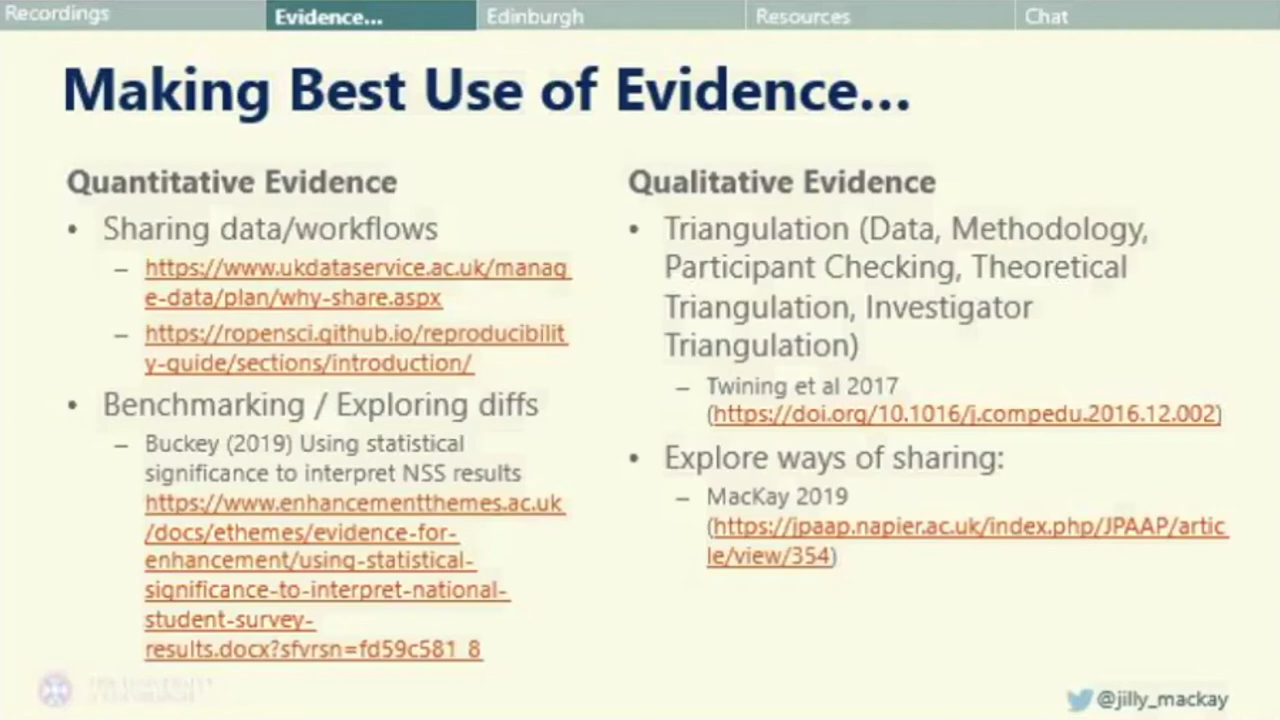 Recordings
Evidence...
Edinburgh
Resources
Chat
Making Best Use of Evidence...
Quantitative Evidence
• Sharing data/workflows
– https://www.ukdataservice.ac.uk/manag
e-data/plan/why-share.aspx
– https://ropensci.github.io/reproducibilit
y-guide/sections/introduction/
• Benchmarking / Exploring diffs
– Buckey (2019) Using statistical
significance to interpret NSS results
https://www.enhancementthemes.ac.uk
/docs/ethemes/evidence-for-
enhancement/using-statistical-
significance-to-interpret-national-
student-survey-
results.docx?sfvrsn=fd59c581_8
Qualitative Evidence
• Triangulation (Data, Methodology,
Participant Checking, Theoretical
Triangulation, Investigator
Triangulation)
– Twining et al 2017
(https://doi.org/10.1016/j.compedu.2016.12.002)
• Explore ways of sharing:
– MacKay 2019
(https://jpaap.napier.ac.uk/index.php/JPAAP/artic
le/view/354)
@jilly_mackay